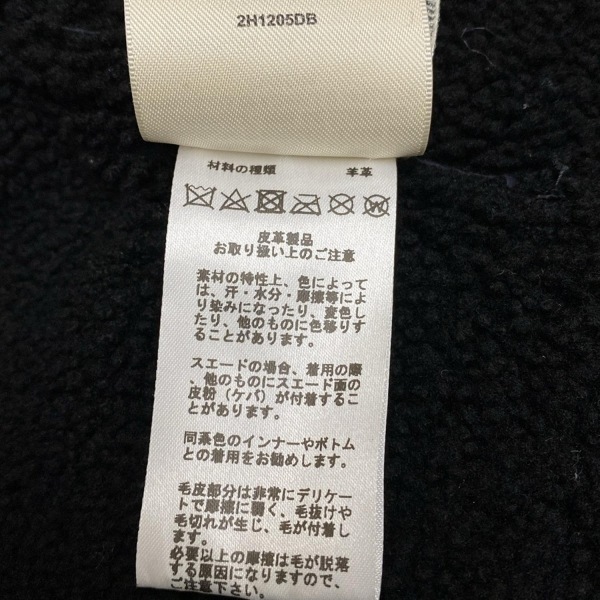 2H1205DB
材料の種類 羊革
皮革製品
お取り扱い上のご注意
素材の特性上、色によって
は、汗・水分・摩擦等によ
り染みになったり、変色し
たり、他のものに色移りす
ることがあります。
スエードの場合、着用の際
、他のものにスエード面の
皮粉（ケバ）が付着するこ
とがあります。
同系色のインナーやボトム
との着用をお勧めします。
毛皮部分は非常にデリケー
トで摩擦に弱く、毛抜けや
毛切れが生じ、毛が付着し
ます。
必要以上の摩擦は毛が脱落
する原因になりますので、
ご注意下さい。